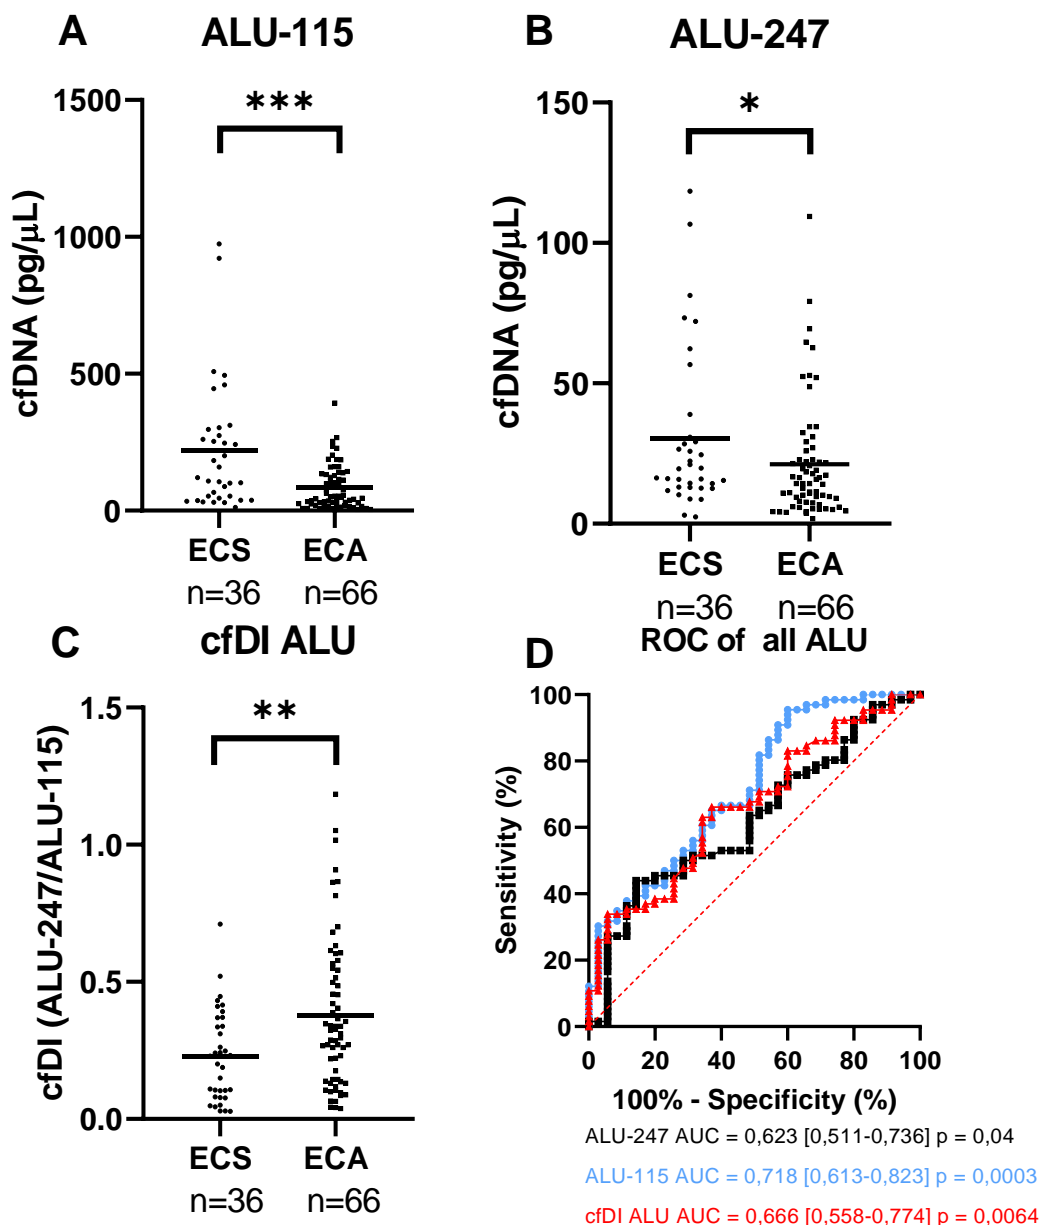 A
ALU-115
cfDNA (pg/μL)
1500
1000
500
0
***
ECS
ECA
n=36
n=66
B
ALU-247
cfDNA (pg/μL)
150
100
50
0
*
ECS
ECA
n=36
n=66
C
cfDI ALU
cfDI (ALU-247/ALU-115)
1.5
1.0
0.5
0.0
**
ECS
ECA
n=36
n=66
D
ROC of all ALU
Sensitivity (%)
100
80
60
40
20
0
0 20 40 60 80 100
100% - Specificity (%)
ALU-247 AUC = 0,623 [0,511-0,736] p = 0,04
ALU-115 AUC = 0,718 [0,613-0,823] p = 0,0003
cfDI ALU AUC = 0,666 [0,558-0,774] p = 0,0064